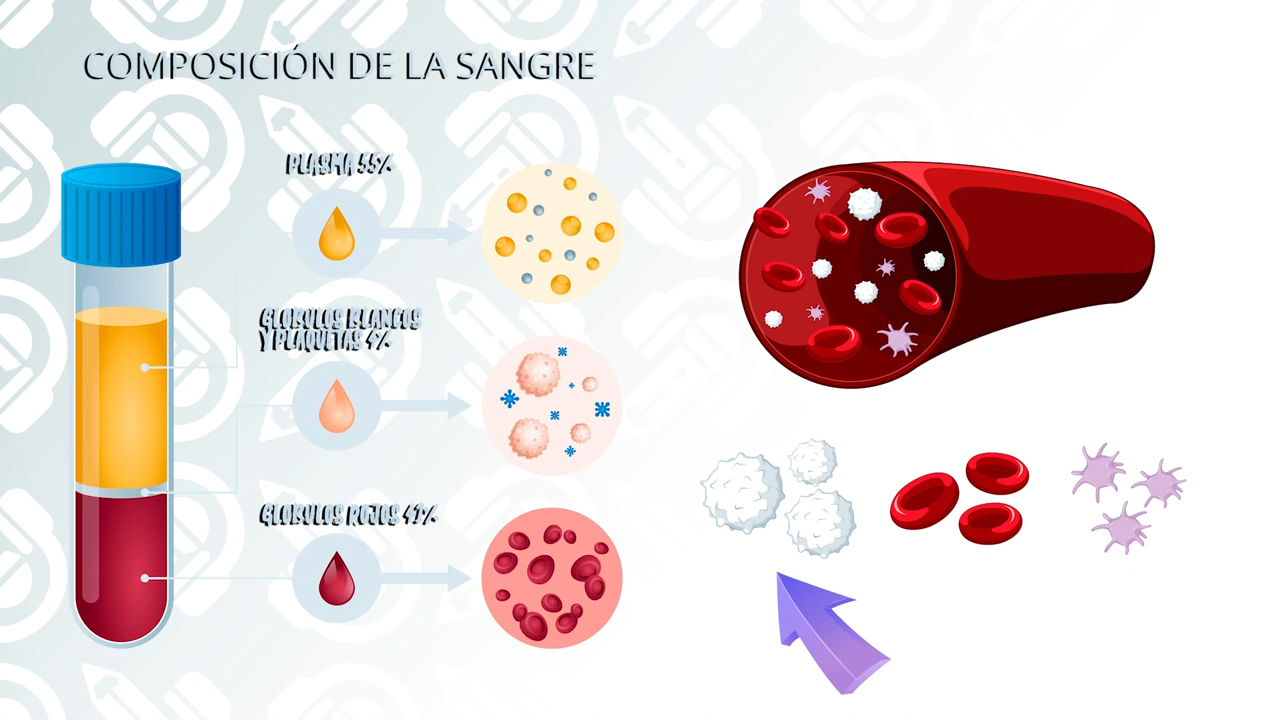 COMPOSICIÓN DE LA SANGRE
PLASMA 55%
GLOBULOS BLANCOS
Y PLAQUETAS 4%
GLOBULOS ROJOS 41%